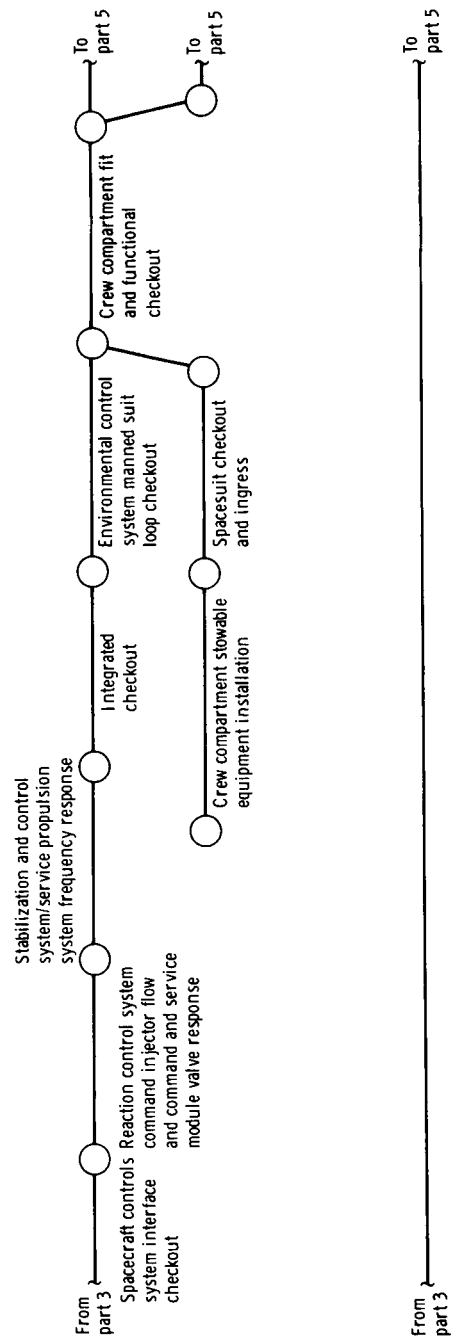 From
part 3
Spacecraft controls
system interface
checkout
Reaction control system
command injector flow
and command and service
module valve response
Stabilization and control
system/service propulsion
system frequency response
Integrated
checkout
Environmental control
system manned suit
loop checkout
Crew compartment fit
and functional
checkout
To
part 5
Crew compartment stowable
equipment installation
Spacesuit checkout
and ingress
To
part 5
From
part 3
To
part 5